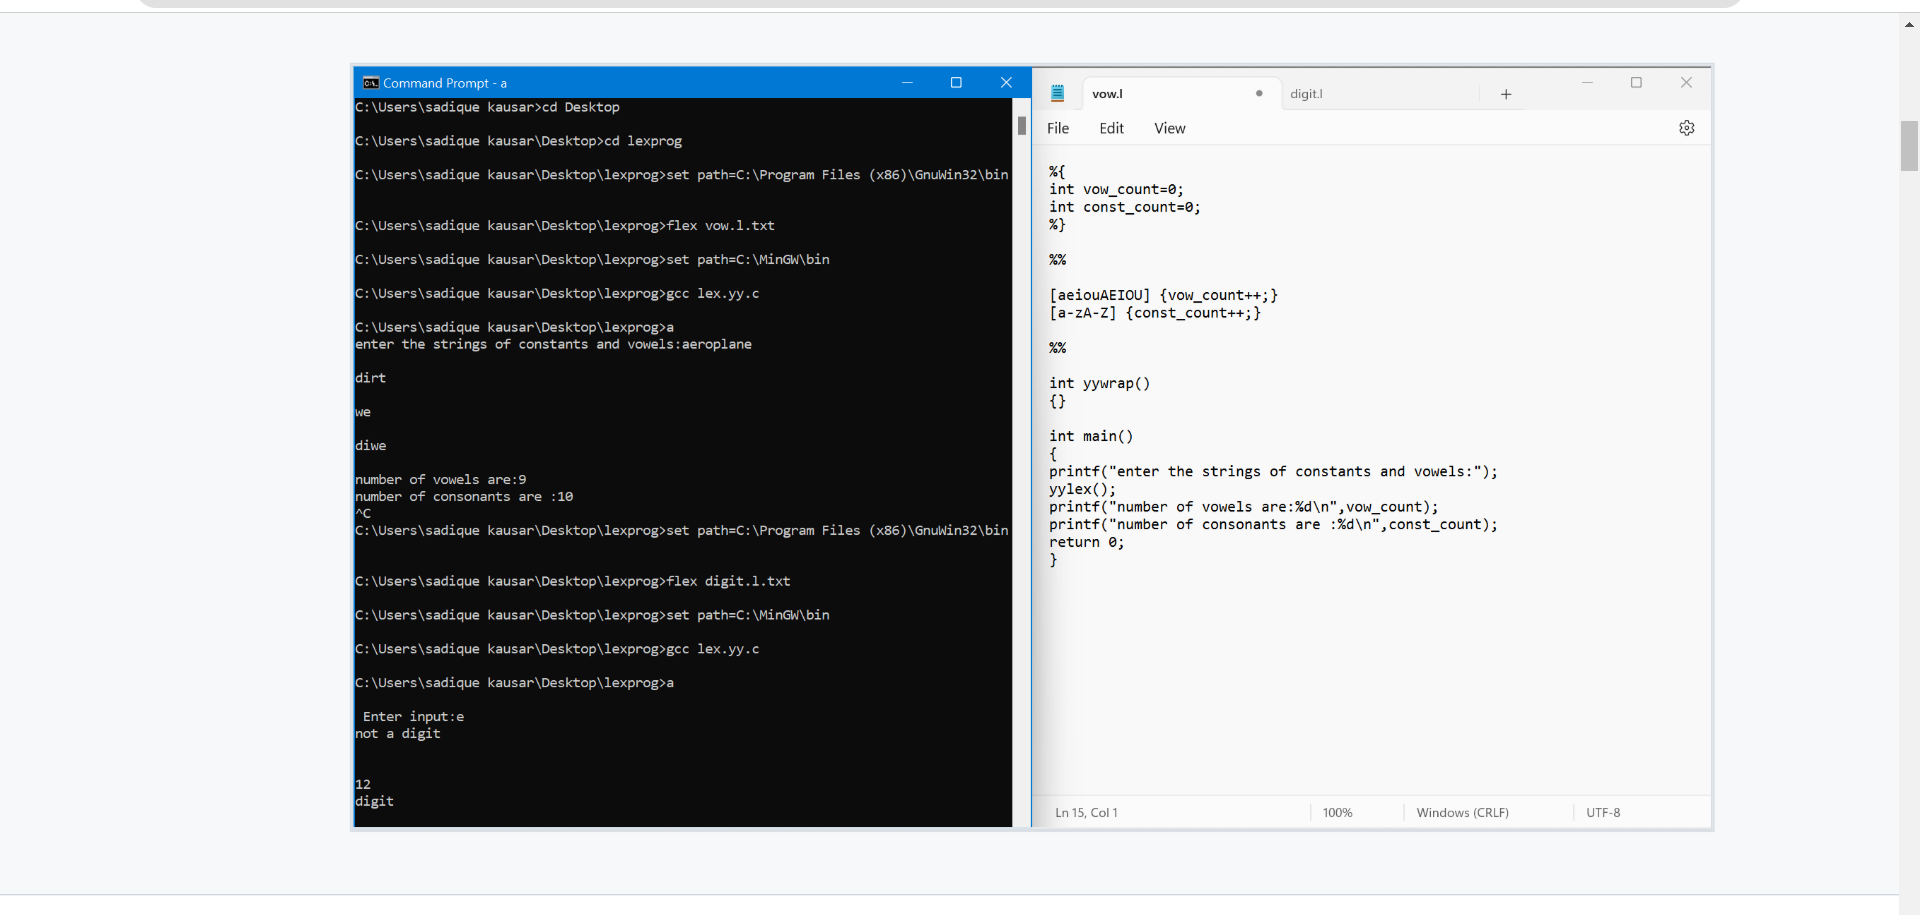 Command Prompt - a
C:\Users\sadique kausar>cd Desktop
C:\Users\sadique kausar\Desktop>cd lexprog
C:\Users\sadique kausar\Desktop\lexprog>set path=C:\Program Files (x86)\GnuWin32\bin
C:\Users\sadique kausar\Desktop\lexprog>flex vow.l.txt
C:\Users\sadique kausar\Desktop\lexprog>set path=C:\MinGW\bin
C:\Users\sadique kausar\Desktop\lexprog>gcc lex.yy.c
C:\Users\sadique kausar\Desktop\lexprog>a
enter the strings of constants and vowels:aeroplane
dirt
we
diwe
number of vowels are:9
number of consonants are :10
^C
C:\Users\sadique kausar\Desktop\lexprog>set path=C:\Program Files (x86)\GnuWin32\bin
C:\Users\sadique kausar\Desktop\lexprog>flex digit.l.txt
C:\Users\sadique kausar\Desktop\lexprog>set path=C:\MinGW\bin
C:\Users\sadique kausar\Desktop\lexprog>gcc lex.yy.c
C:\Users\sadique kausar\Desktop\lexprog>a
 Enter input:e
not a digit
12
digit
vow.l digit.l
File Edit View
%{
int vow_count=0;
int const_count=0;
%}
%%
[aeiouAEIOU] {vow_count++;}
[a-zA-Z] {const_count++;}
%%
int yywrap()
{}
int main()
{
printf("enter the strings of constants and vowels:");
yylex();
printf("number of vowels are:%d\n",vow_count);
printf("number of consonants are :%d\n",const_count);
return 0;
}
Ln 15, Col 1 100% Windows (CRLF) UTF-8